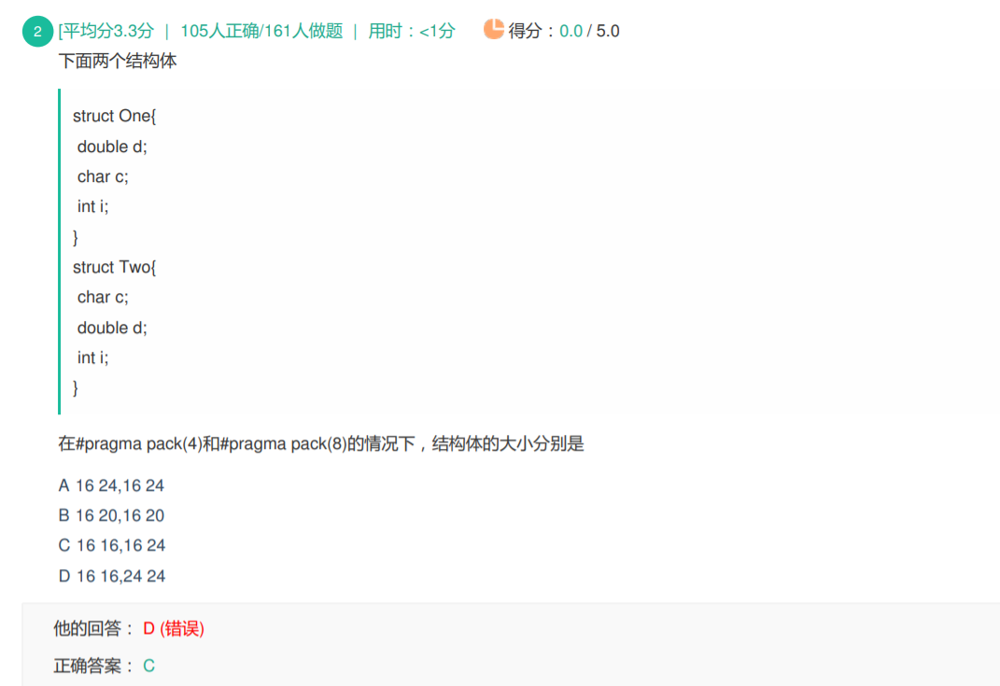 2 [平均分3.3分 | 105人正确/161人做题 | 用时：<1分 得分：0.0 / 5.0
下面两个结构体
struct One{
double d;
char c;
int i;
}
struct Two{
char c;
double d;
int i;
}
在#pragma pack(4)和#pragma pack(8)的情况下，结构体的大小分别是
A 16 24,16 24
B 16 20,16 20
C 16 16,16 24
D 16 16,24 24
他的回答： D (错误)
正确答案： C